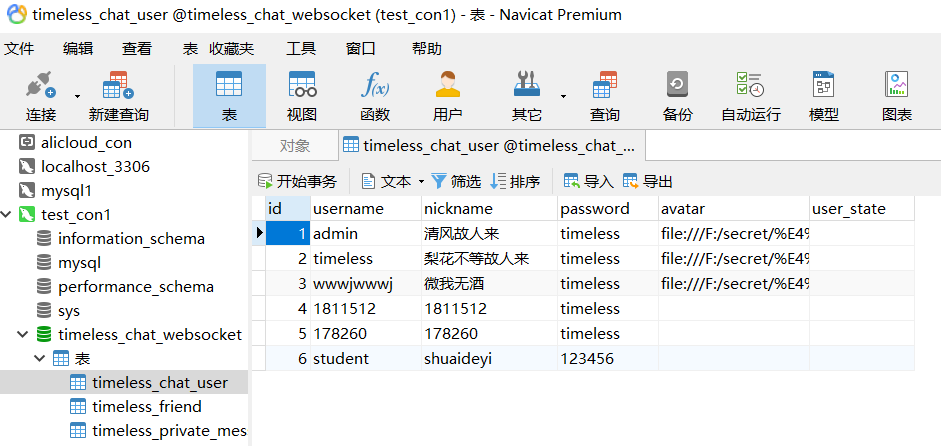 timeless_chat_user @timeless_chat_websocket (test_con1) - 表 - Navicat Premium
文件 编辑 查看 表 收藏夹 工具 窗口 帮助
连接 新建查询 表 视图 函数 用户 其它 查询 备份 自动运行 模型 图表
alicloud_con
localhost_3306
mysql1
test_con1
information_schema
mysql
performance_schema
sys
timeless_chat_websocket
表
timeless_chat_user
timeless_friend
timeless_private_mes
对象 timeless_chat_user @timeless_chat_...
开始事务 文本 筛选 排序 导入 导出
id username nickname password avatar user_state
1 admin 清风故人来 timeless file:///F:/secret/%E4%
2 timeless 梨花不等故人来 timeless file:///F:/secret/%E4%
3 wwwjwwwj 微我无酒 timeless file:///F:/secret/%E4%
4 1811512 1811512 timeless
5 178260 178260 timeless
6 student shuaideyi 123456